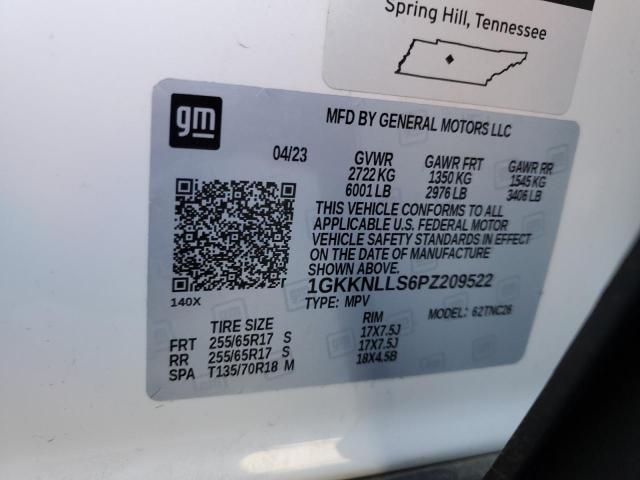 Spring Hill, Tennessee
gm
MFD BY GENERAL MOTORS LLC
04/23 GVWR GAWR FRT GAWR RR
2722 KG 1350 KG 1545 KG
6001 LB 2976 LB 3406 LB
THIS VEHICLE CONFORMS TO ALL
APPLICABLE U.S. FEDERAL MOTOR
VEHICLE SAFETY STANDARDS IN EFFECT
ON THE DATE OF MANUFACTURE
SHOWN ABOVE.
140X
1GKKNLLS6PZ209522
TYPE: MPV MODEL: 62TNC26
TIRE SIZE RIM
FRT 255/65R17 S 17X7.5J
RR 255/65R17 S 17X7.5J
SPA T135/70R18 M 18X4.5B